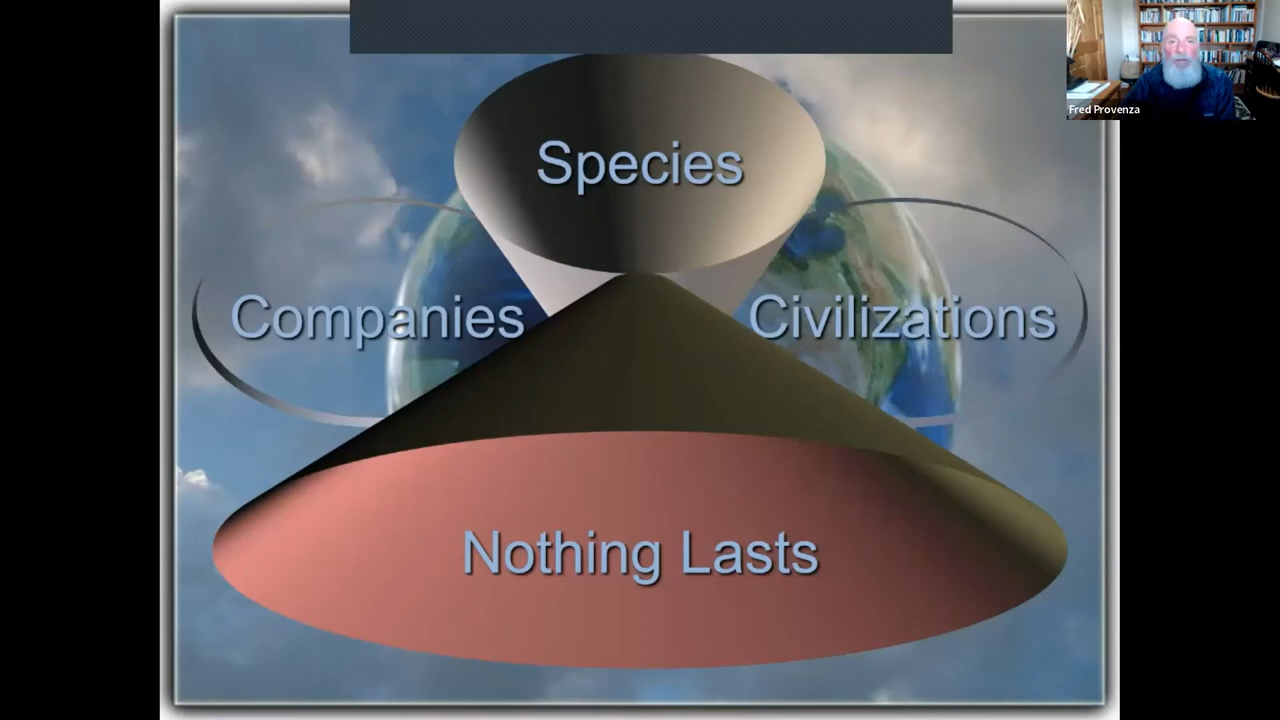 Fred Provenza
Species
Companies
Civilizations
Nothing Lasts